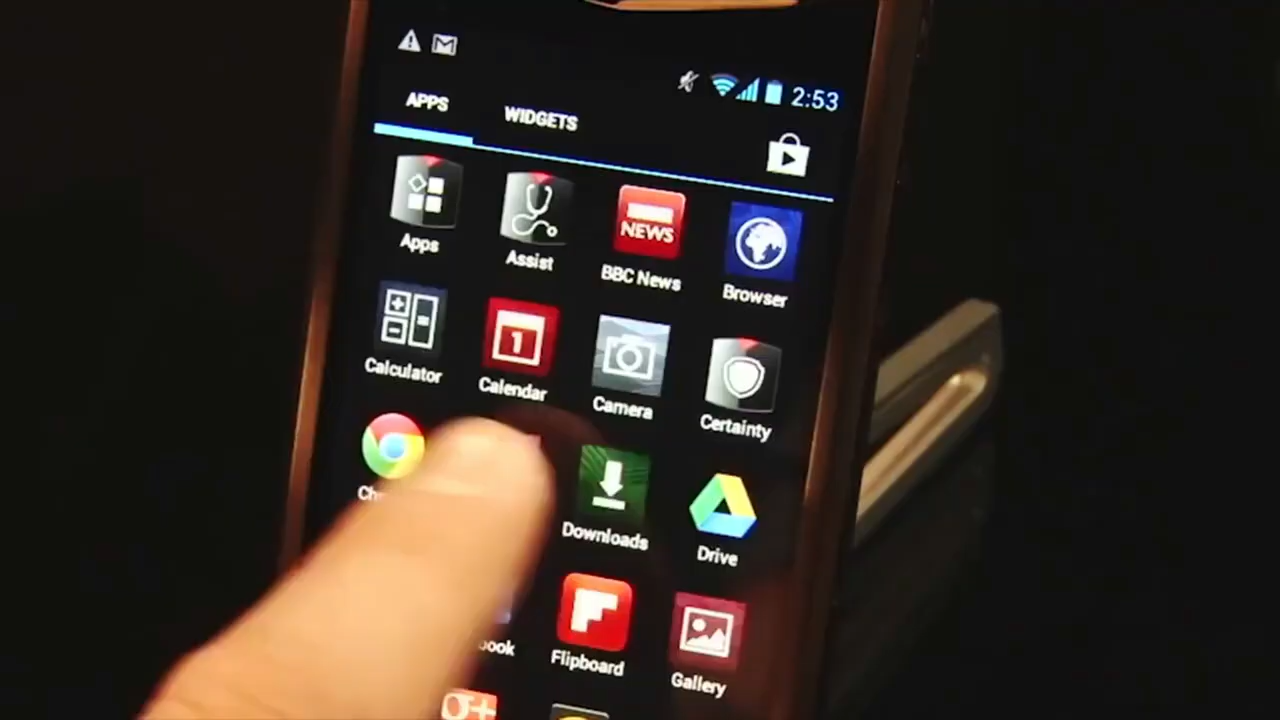 2:53
APPS
WIDGETS
NEWS
Apps
Assist
BBC News
Browser
1
Calculator
Calendar
Camera
Certainty
Downloads
Drive
Flipboard
Gallery
g+